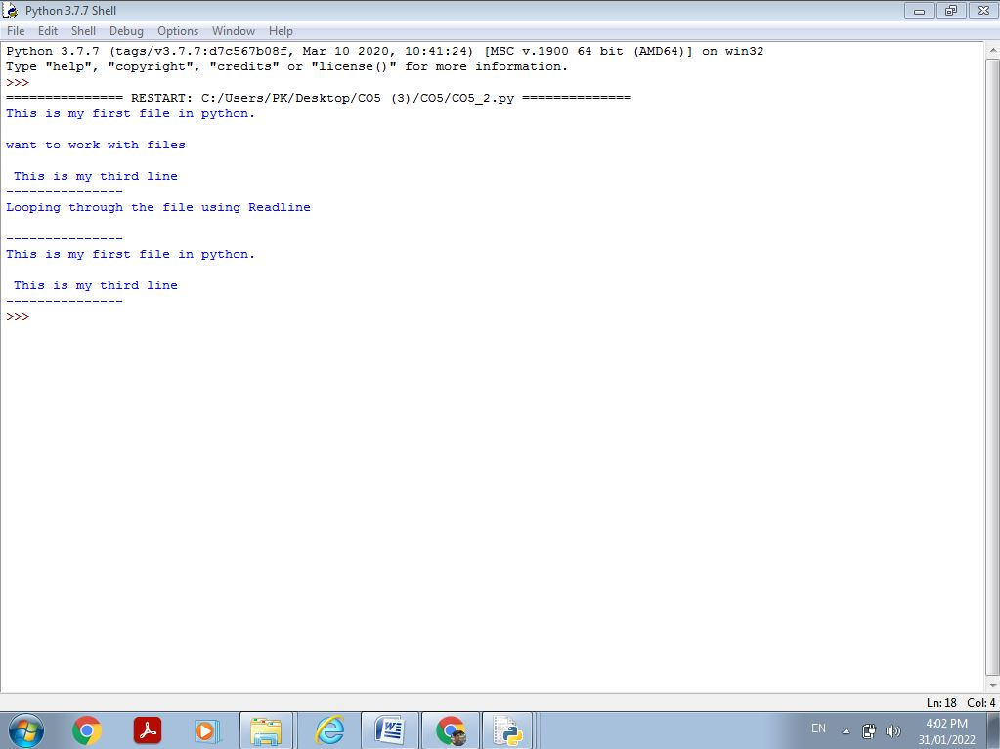 Python 3.7.7 Shell
File Edit Shell Debug Options Window Help
Python 3.7.7 (tags/v3.7.7:d7c567b08f, Mar 10 2020, 10:41:24) [MSC v.1900 64 bit (AMD64)] on win32
Type "help", "copyright", "credits" or "license()" for more information.
>>>
=============== RESTART: C:/Users/PK/Desktop/CO5 (3)/CO5/CO5_2.py ==============
This is my first file in python.
want to work with files
This is my third line
---------------
Looping through the file using Readline
---------------
This is my first file in python.
This is my third line
---------------
>>>
Ln: 18 Col: 4
EN
4:02 PM
31/01/2022